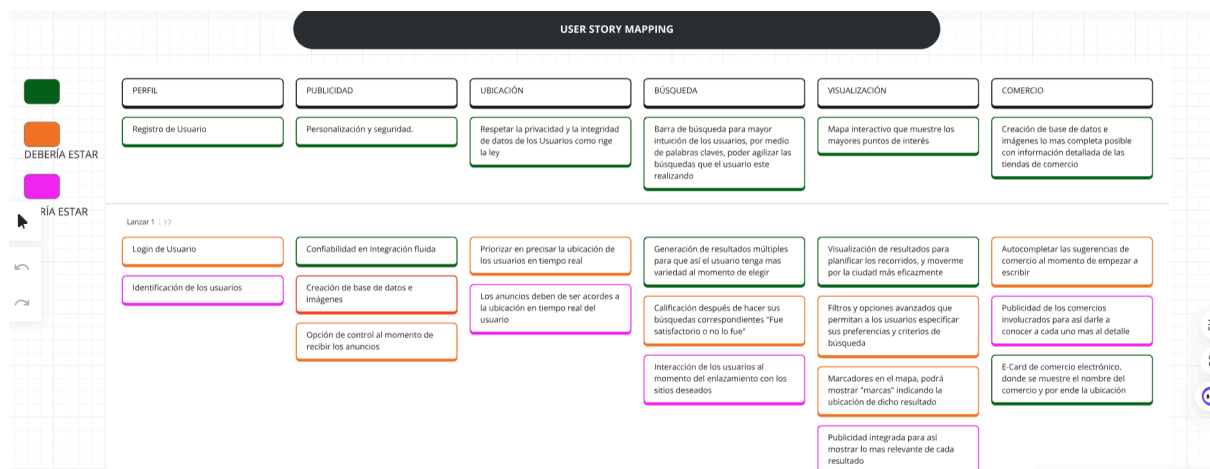 USER STORY MAPPING
PERFIL
PUBLICIDAD
UBICACIÓN
BÚSQUEDA
VISUALIZACIÓN
COMERCIO
DEBERÍA ESTAR
RÍA ESTAR
Registro de Usuario
Personalización y seguridad.
Respetar la privacidad y la integridad
de datos de los Usuarios como rige
la ley
Barra de búsqueda para mayor
intuición de los usuarios, por medio
de palabras claves, poder agilizar las
búsquedas que el usuario este
realizando
Mapa interactivo que muestre los
mayores puntos de interés
Creación de base de datos e
imágenes lo mas completa posible
con información detallada de las
tiendas de comercio
Lanzar 1 | 17
Login de Usuario
Identificación de los usuarios
Confiabilidad en Integración fluida
Creación de base de datos e
imágenes
Opción de control al momento de
recibir los anuncios
Priorizar en precisar la ubicación de
los usuarios en tiempo real
Los anuncios deben de ser acordes a
la ubicación en tiempo real del
usuario
Generación de resultados múltiples
para que así el usuario tenga mas
variedad al momento de elegir
Calificación después de hacer sus
búsquedas correspondientes "Fue
satisfactorio o no lo fue"
Interacción de los usuarios al
momento del enlazamiento con los
sitios deseados
Visualización de resultados para
planificar los recorridos, y moverme
por la ciudad más eficazmente
Filtros y opciones avanzados que
permitan a los usuarios especificar
sus preferencias y criterios de
búsqueda
Marcadores en el mapa, podrá
mostrar "marcas" indicando la
ubicación de dicho resultado
Publicidad integrada para así
mostrar lo mas relevante de cada
resultado
Autocompletar las sugerencias de
comercio al momento de empezar a
escribir
Publicidad de los comercios
involucrados para así darle a
conocer a cada uno mas al detalle
E-Card de comercio electrónico,
donde se muestre el nombre del
comercio y por ende la ubicación